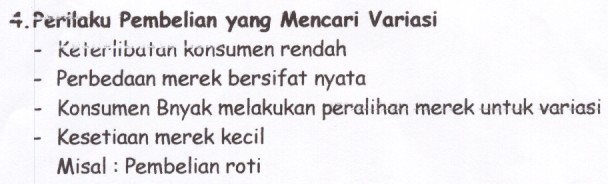 4. Perilaku Pembelian yang Mencari Variasi
- Keterlibatan konsumen rendah
- Perbedaan merek bersifat nyata
- Konsumen Bnyak melakukan peralihan merek untuk variasi
- Kesetiaan merek kecil
Misal : Pembelian roti